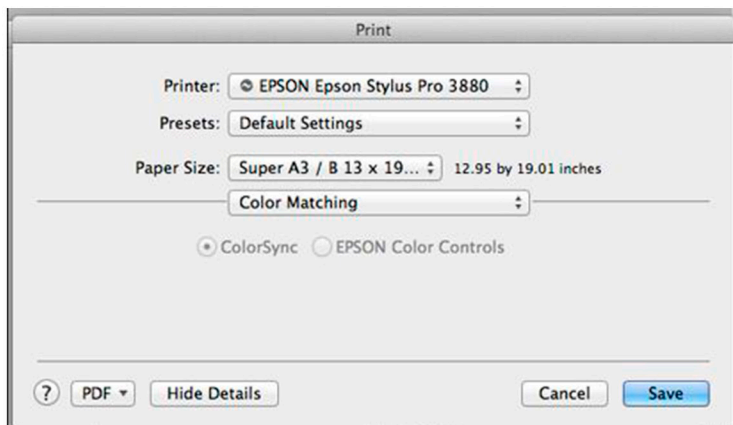 Print
Printer: EPSON Epson Stylus Pro 3880
Presets: Default Settings
Paper Size: Super A3 / B 13 x 19... 12.95 by 19.01 inches
Color Matching
ColorSync EPSON Color Controls
? PDF Hide Details Cancel Save